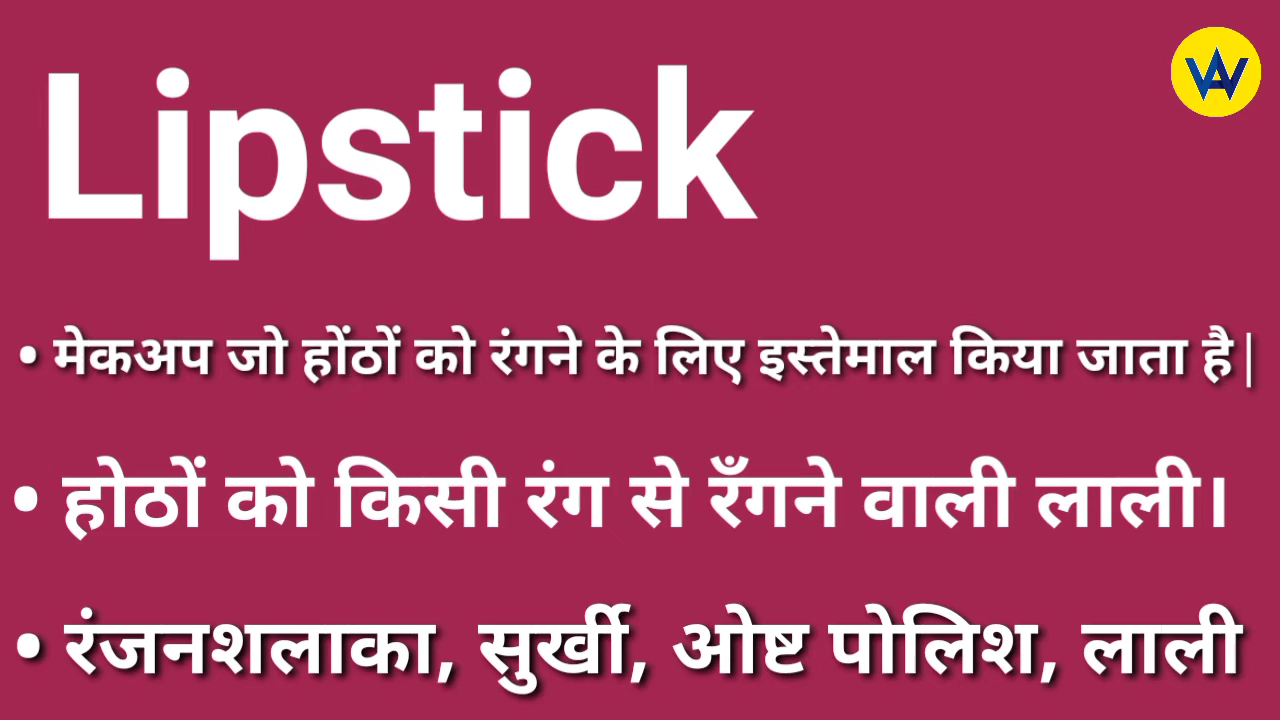 Lipstick
• मेकअप जो होंठों को रंगने के लिए इस्तेमाल किया जाता है|
• होठों को किसी रंग से रँगने वाली लाली।
• रंजनशलाका, सुर्खी, ओष्ट पोलिश, लाली